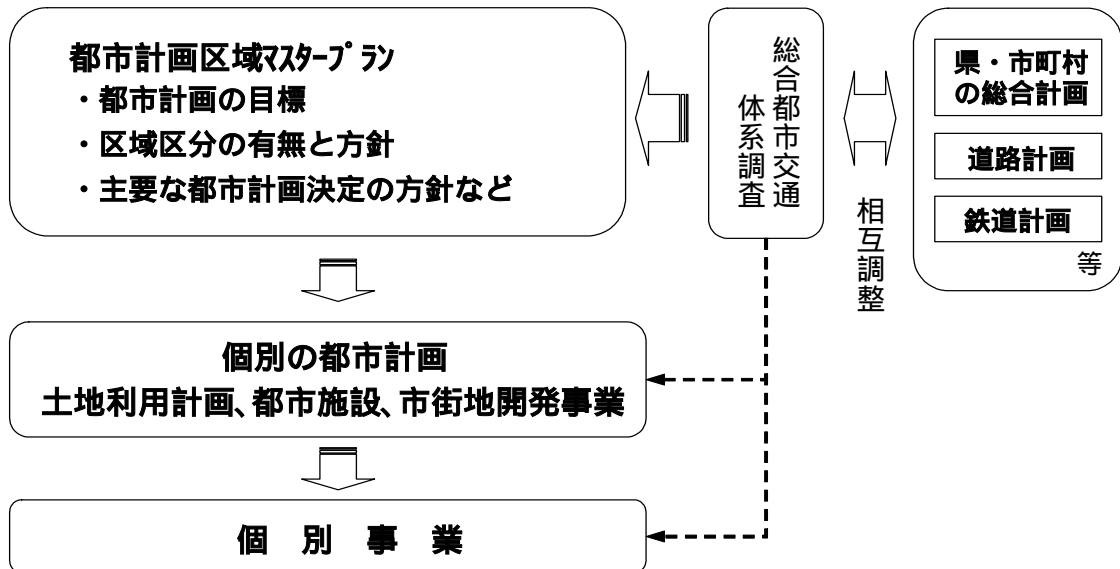 都市計画区域ﾏｽﾀｰﾌﾟﾗﾝ
・都市計画の目標
・区域区分の有無と方針
・主要な都市計画決定の方針など
総合都市交通
体系調査
相互調整
県・市町村
の総合計画
道路計画
鉄道計画
等
個別の都市計画
土地利用計画、都市施設、市街地開発事業
個 別 事 業